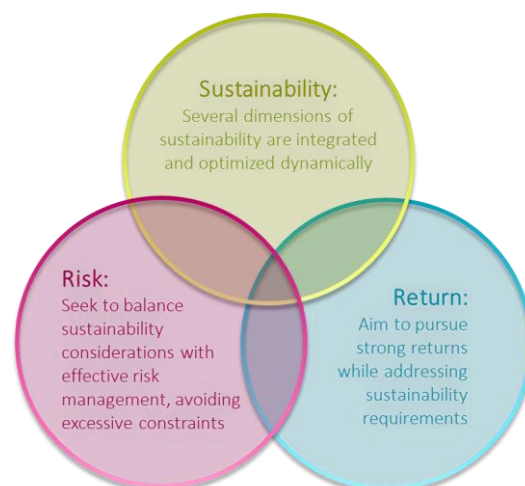 Sustainability:
Several dimensions of
sustainability are integrated
and optimized dynamically
Risk:
Seek to balance
sustainability
considerations with
effective risk
management, avoiding
excessive constraints
Return:
Aim to pursue
strong returns
while addressing
sustainability
requirements